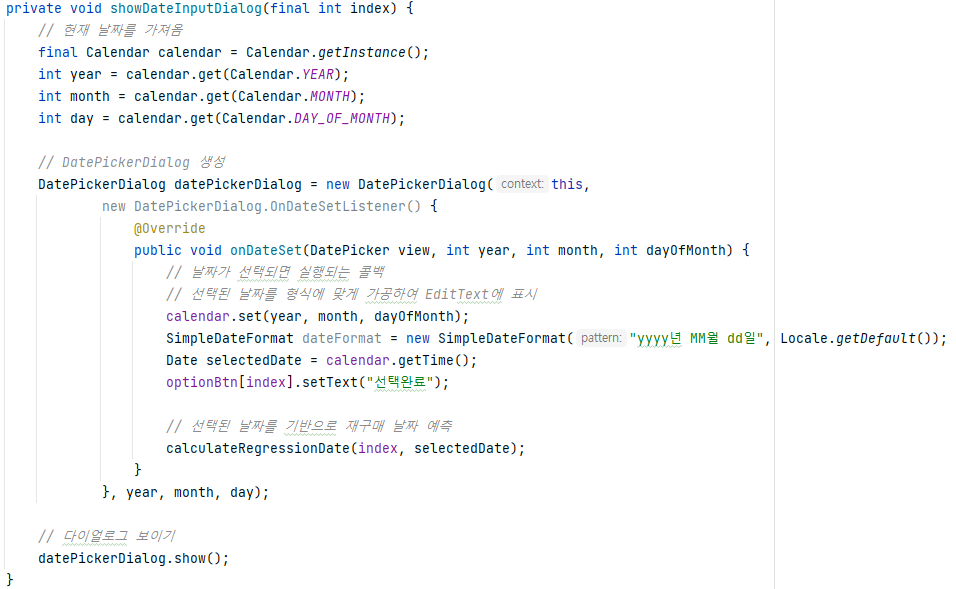 private void showDateInputDialog(final int index) {
// 현재 날짜를 가져옴
final Calendar calendar = Calendar.getInstance();
int year = calendar.get(Calendar.YEAR);
int month = calendar.get(Calendar.MONTH);
int day = calendar.get(Calendar.DAY_OF_MONTH);
// DatePickerDialog 생성
DatePickerDialog datePickerDialog = new DatePickerDialog( context: this,
new DatePickerDialog.OnDateSetListener() {
@Override
public void onDateSet(DatePicker view, int year, int month, int dayOfMonth) {
// 날짜가 선택되면 실행되는 콜백
// 선택된 날짜를 형식에 맞게 가공하여 EditText에 표시
calendar.set(year, month, dayOfMonth);
SimpleDateFormat dateFormat = new SimpleDateFormat( pattern: "yyyy년 MM월 dd일", Locale.getDefault());
Date selectedDate = calendar.getTime();
optionBtn[index].setText("선택완료");
// 선택된 날짜를 기반으로 재구매 날짜 예측
calculateRegressionDate(index, selectedDate);
}
}, year, month, day);
// 다이얼로그 보이기
datePickerDialog.show();
}